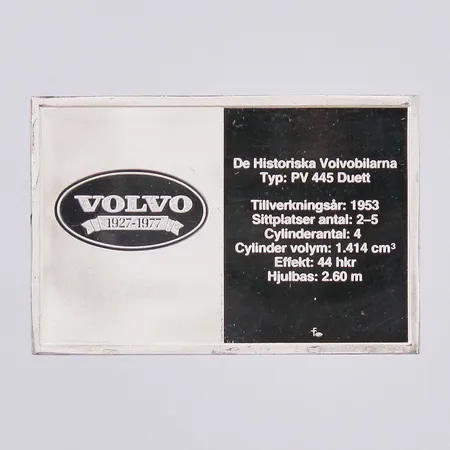 VOLVO
1927-1977
De Historiska Volvobilarna
Typ: PV 445 Duett
Tillverkningsår: 1953
Sittplatser antal: 2–5
Cylinderantal: 4
Cylinder volym: 1.414 cm³
Effekt: 44 hkr
Hjulbas: 2.60 m